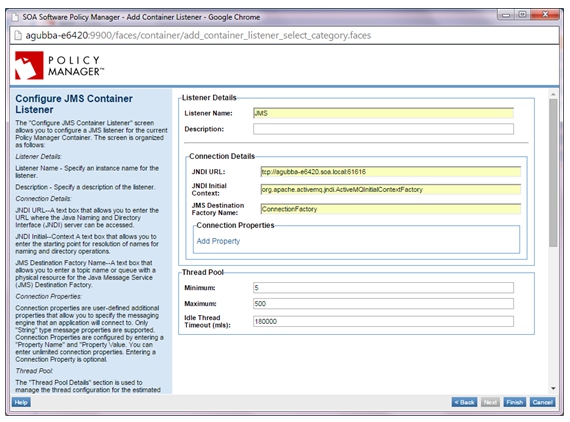 SOA Software Policy Manager - Add Container Listener - Google Chrome
agubba-e6420:9900/faces/container/add_container_listener_select_category.faces
POLICY
MANAGER™
Configure JMS Container
Listener
The "Configure JMS Container Listener" screen
allows you to configure a JMS listener for the current
Policy Manager Container. The screen is organized
as follows:
Listener Details:
Listener Name - Specify an instance name for the
listener.
Description - Specify a description of the listener.
Connection Details:
JNDI URL--A text box that allows you to enter the
URL where the Java Naming and Directory
Interface (JNDI) server can be accessed.
JNDI Initial--Context A text box that allows you to
enter the starting point for resolution of names for
naming and directory operations.
JMS Destination Factory Name--A text box that
allows you to enter a topic name or queue with a
physical resource for the Java Message Service
(JMS) Destination Factory.
Connection Properties:
Connection properties are user-defined additional
properties that allow you to specify the messaging
engine that an application will connect to. Only
"String" type message properties are supported.
Connection Properties are configured by entering a
"Property Name" and "Property Value. You can
enter unlimited connection properties. Entering a
Connection Property is optional.
Thread Pool:
The "Thread Pool Details" section is used to
manage the thread configuration for the estimated
Listener Details
Listener Name: JMS
Description:
Connection Details
JNDI URL: tcp://agubba-e6420.soa.local:61616
JNDI Initial
Context: org.apache.activemq.jndi.ActiveMQInitialContextFactory
JMS Destination
Factory Name: ConnectionFactory
Connection Properties
Add Property
Thread Pool
Minimum: 5
Maximum: 500
Idle Thread
Timeout (mls): 180000
Help
< Back Next Finish Cancel